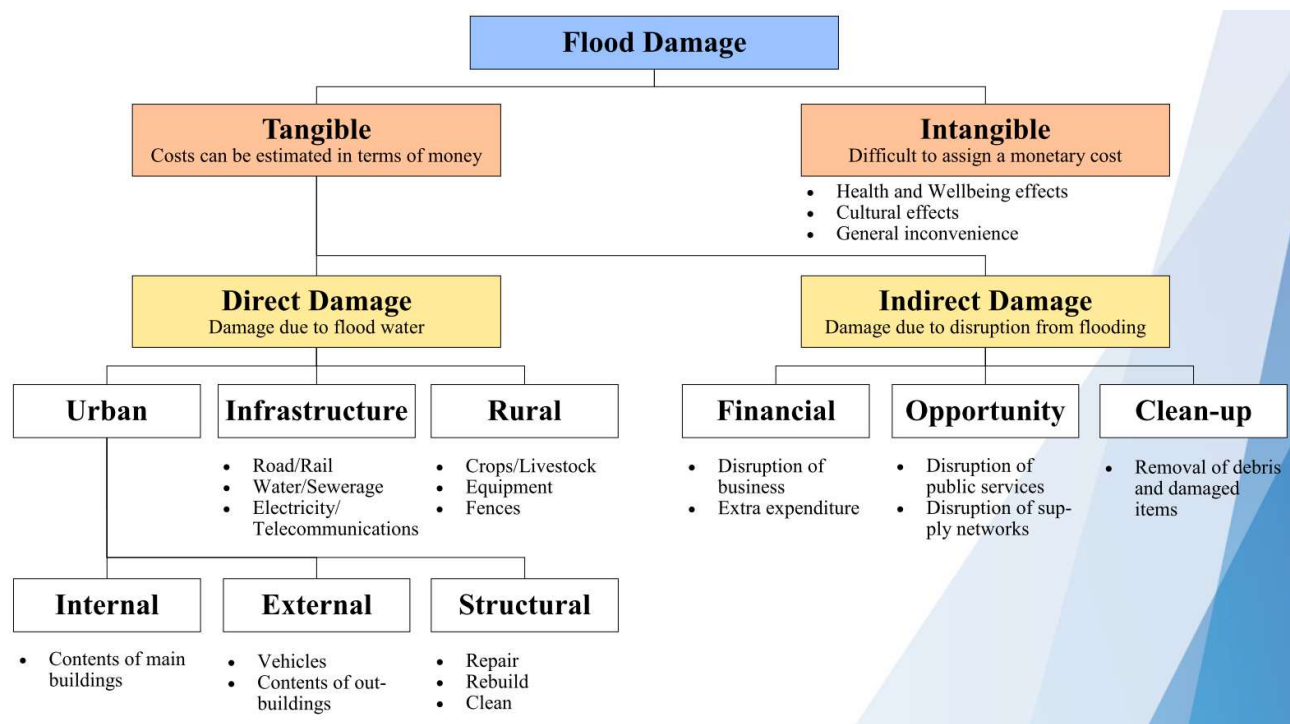 Flood Damage
Tangible
Costs can be estimated in terms of money
Intangible
Difficult to assign a monetary cost
• Health and Wellbeing effects
• Cultural effects
• General inconvenience
Direct Damage
Damage due to flood water
Indirect Damage
Damage due to disruption from flooding
Urban
Infrastructure
• Road/Rail
• Water/Sewerage
• Electricity/
Telecommunications
Rural
• Crops/Livestock
• Equipment
• Fences
Financial
• Disruption of
business
• Extra expenditure
Opportunity
• Disruption of
public services
• Disruption of sup-
ply networks
Clean-up
• Removal of debris
and damaged
items
Internal
• Contents of main
buildings
External
• Vehicles
• Contents of out-
buildings
Structural
• Repair
• Rebuild
• Clean